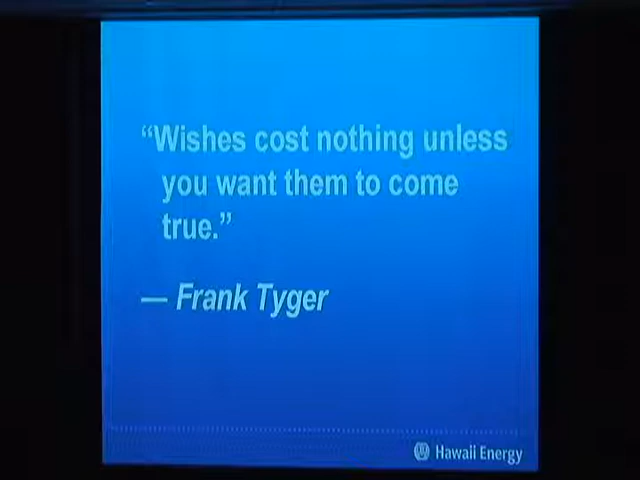 “Wishes cost nothing unless
you want them to come
true.”
— Frank Tyger
Hawaii Energy